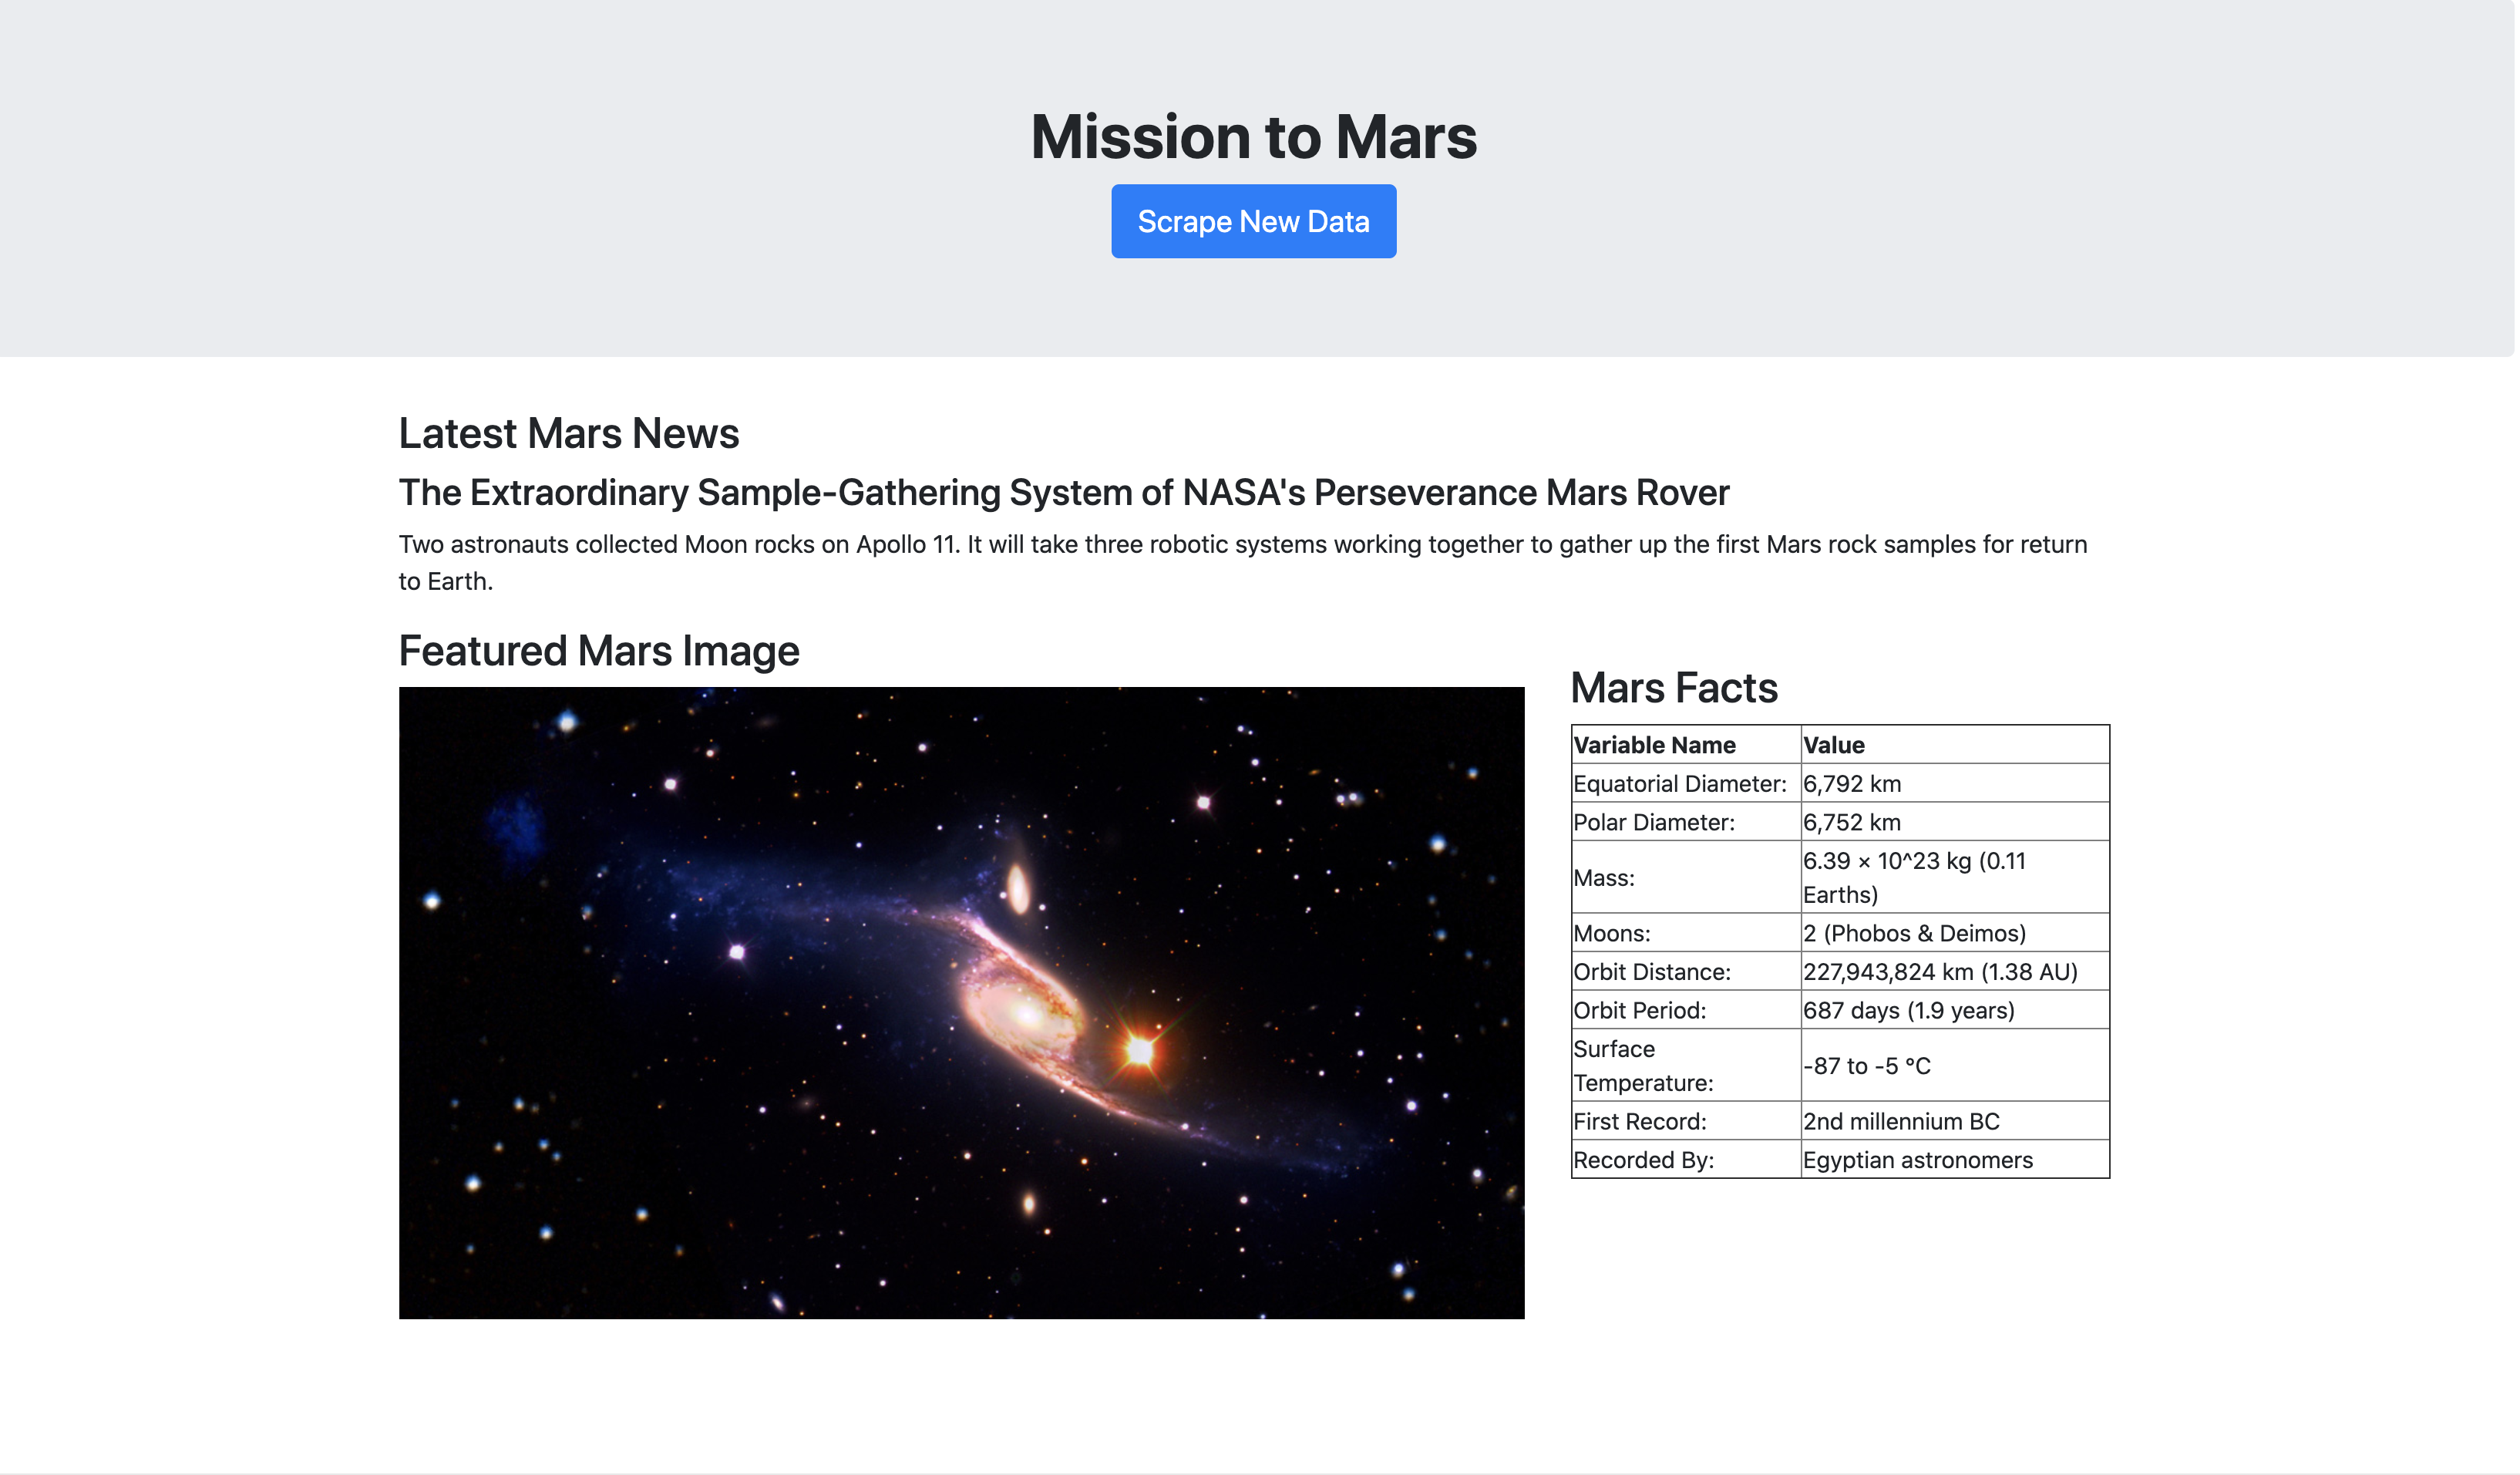 Mission to Mars
Scrape New Data
Latest Mars News
The Extraordinary Sample-Gathering System of NASA's Perseverance Mars Rover
Two astronauts collected Moon rocks on Apollo 11. It will take three robotic systems working together to gather up the first Mars rock samples for return
to Earth.
Featured Mars Image
Mars Facts
Variable Name Value
Equatorial Diameter: 6,792 km
Polar Diameter: 6,752 km
Mass: 6.39 × 10^23 kg (0.11
Earths)
Moons: 2 (Phobos & Deimos)
Orbit Distance: 227,943,824 km (1.38 AU)
Orbit Period: 687 days (1.9 years)
Surface
Temperature: -87 to -5 °C
First Record: 2nd millennium BC
Recorded By: Egyptian astronomers